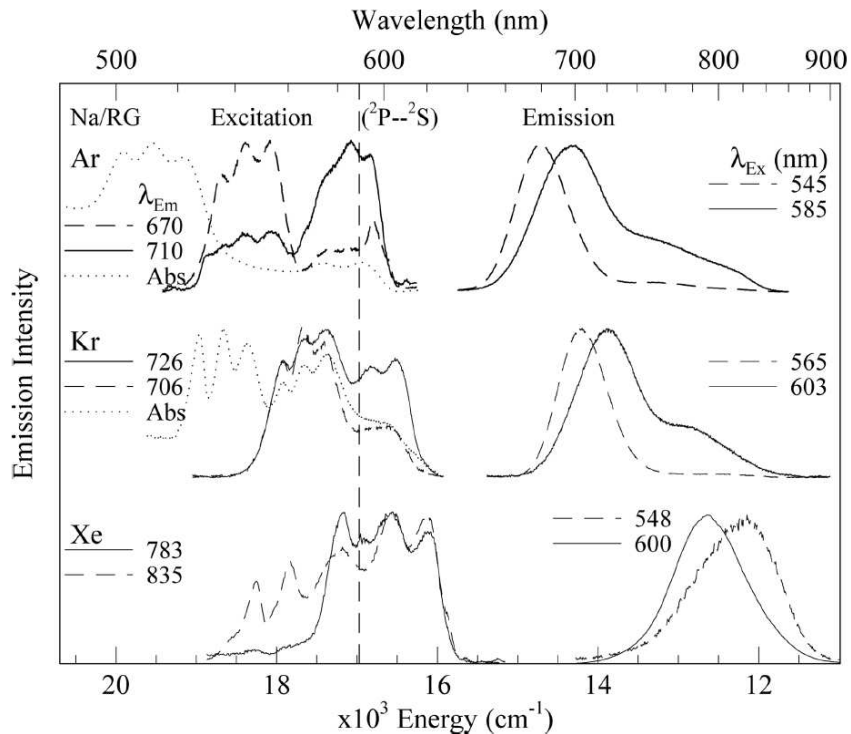 Wavelength (nm)
500 600 700 800 900
Na/RG Excitation (²P--²S) Emission
Ar
λEm
670
710
Abs
λEx (nm)
545
585
Kr
726
706
Abs
565
603
Xe
783
835
548
600
Emission Intensity
20 18 16 14 12
x10³ Energy (cm⁻¹)